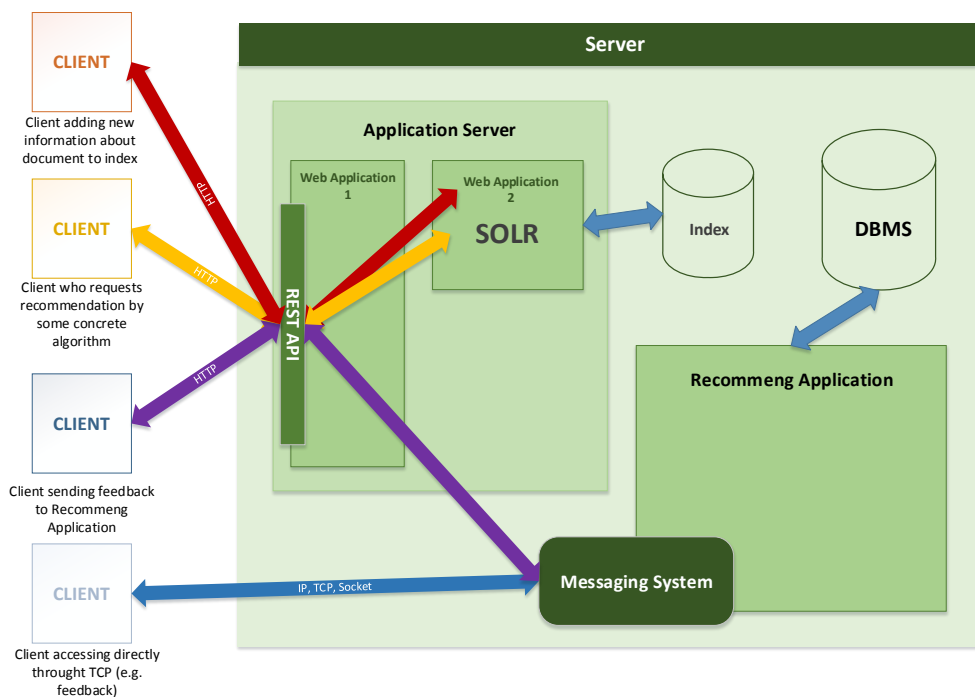 Server
CLIENT
Client adding new
information about
document to index
HTTP
CLIENT
Client who requests
recommendation by
some concrete
algorithm
HTTP
CLIENT
Client sending feedback
to Recommeng
Application
HTTP
CLIENT
Client accessing directly
throught TCP (e.g.
feedback)
IP, TCP, Socket
Application Server
Web Application
1
REST API
Web Application
2
SOLR
Index
DBMS
Recommeng Application
Messaging System